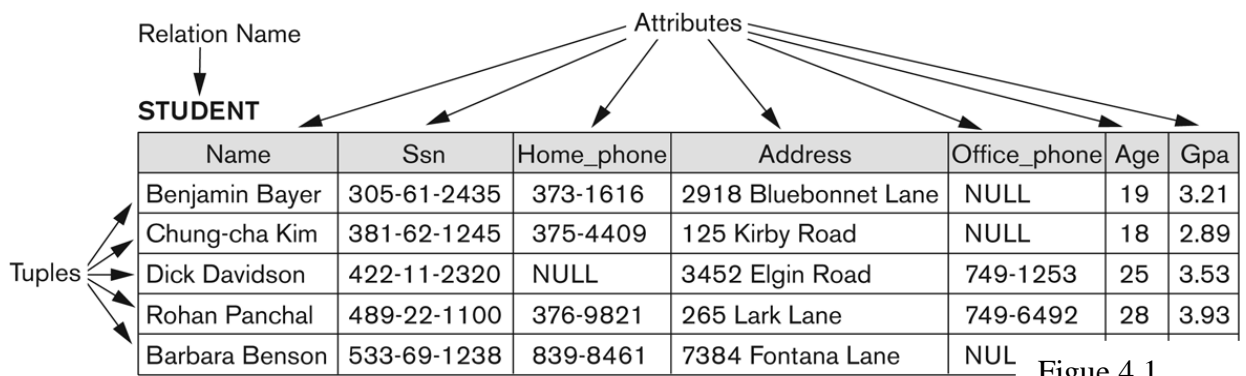 Attributes
Relation Name
STUDENT
Name Ssn Home_phone Address Office_phone Age Gpa
Benjamin Bayer 305-61-2435 373-1616 2918 Bluebonnet Lane NULL 19 3.21
Chung-cha Kim 381-62-1245 375-4409 125 Kirby Road NULL 18 2.89
Tuples Dick Davidson 422-11-2320 NULL 3452 Elgin Road 749-1253 25 3.53
Rohan Panchal 489-22-1100 376-9821 265 Lark Lane 749-6492 28 3.93
Barbara Benson 533-69-1238 839-8461 7384 Fontana Lane NUL
Figue 4.1